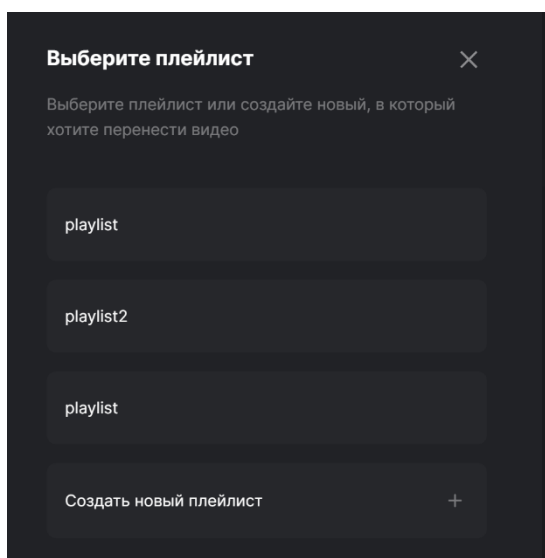 Выберите плейлист
Выберите плейлист или создайте новый, в который
хотите перенести видео
playlist
playlist2
playlist
Создать новый плейлист